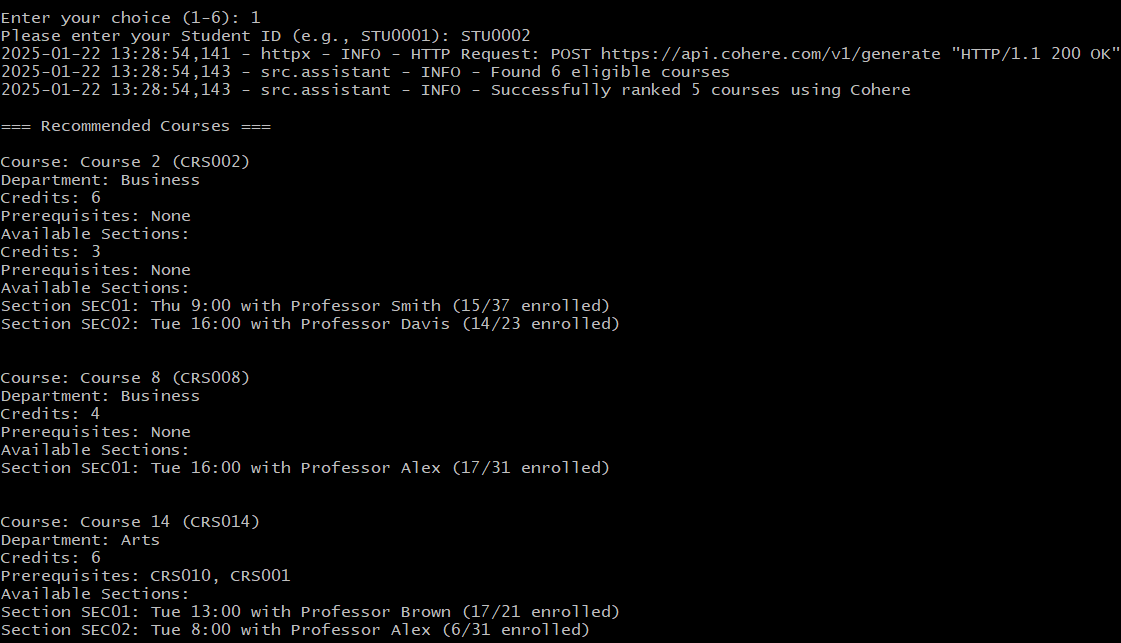 Enter your choice (1-6): 1
Please enter your Student ID (e.g., STU0001): STU0002
2025-01-22 13:28:54,141 - httpx - INFO - HTTP Request: POST https://api.cohere.com/v1/generate "HTTP/1.1 200 OK"
2025-01-22 13:28:54,143 - src.assistant - INFO - Found 6 eligible courses
2025-01-22 13:28:54,143 - src.assistant - INFO - Successfully ranked 5 courses using Cohere
=== Recommended Courses ===
Course: Course 2 (CRS002)
Department: Business
Credits: 6
Prerequisites: None
Available Sections:
Credits: 3
Prerequisites: None
Available Sections:
Section SEC01: Thu 9:00 with Professor Smith (15/37 enrolled)
Section SEC02: Tue 16:00 with Professor Davis (14/23 enrolled)
Course: Course 8 (CRS008)
Department: Business
Credits: 4
Prerequisites: None
Available Sections:
Section SEC01: Tue 16:00 with Professor Alex (17/31 enrolled)
Course: Course 14 (CRS014)
Department: Arts
Credits: 6
Prerequisites: CRS010, CRS001
Available Sections:
Section SEC01: Tue 13:00 with Professor Brown (17/21 enrolled)
Section SEC02: Tue 8:00 with Professor Alex (6/31 enrolled)